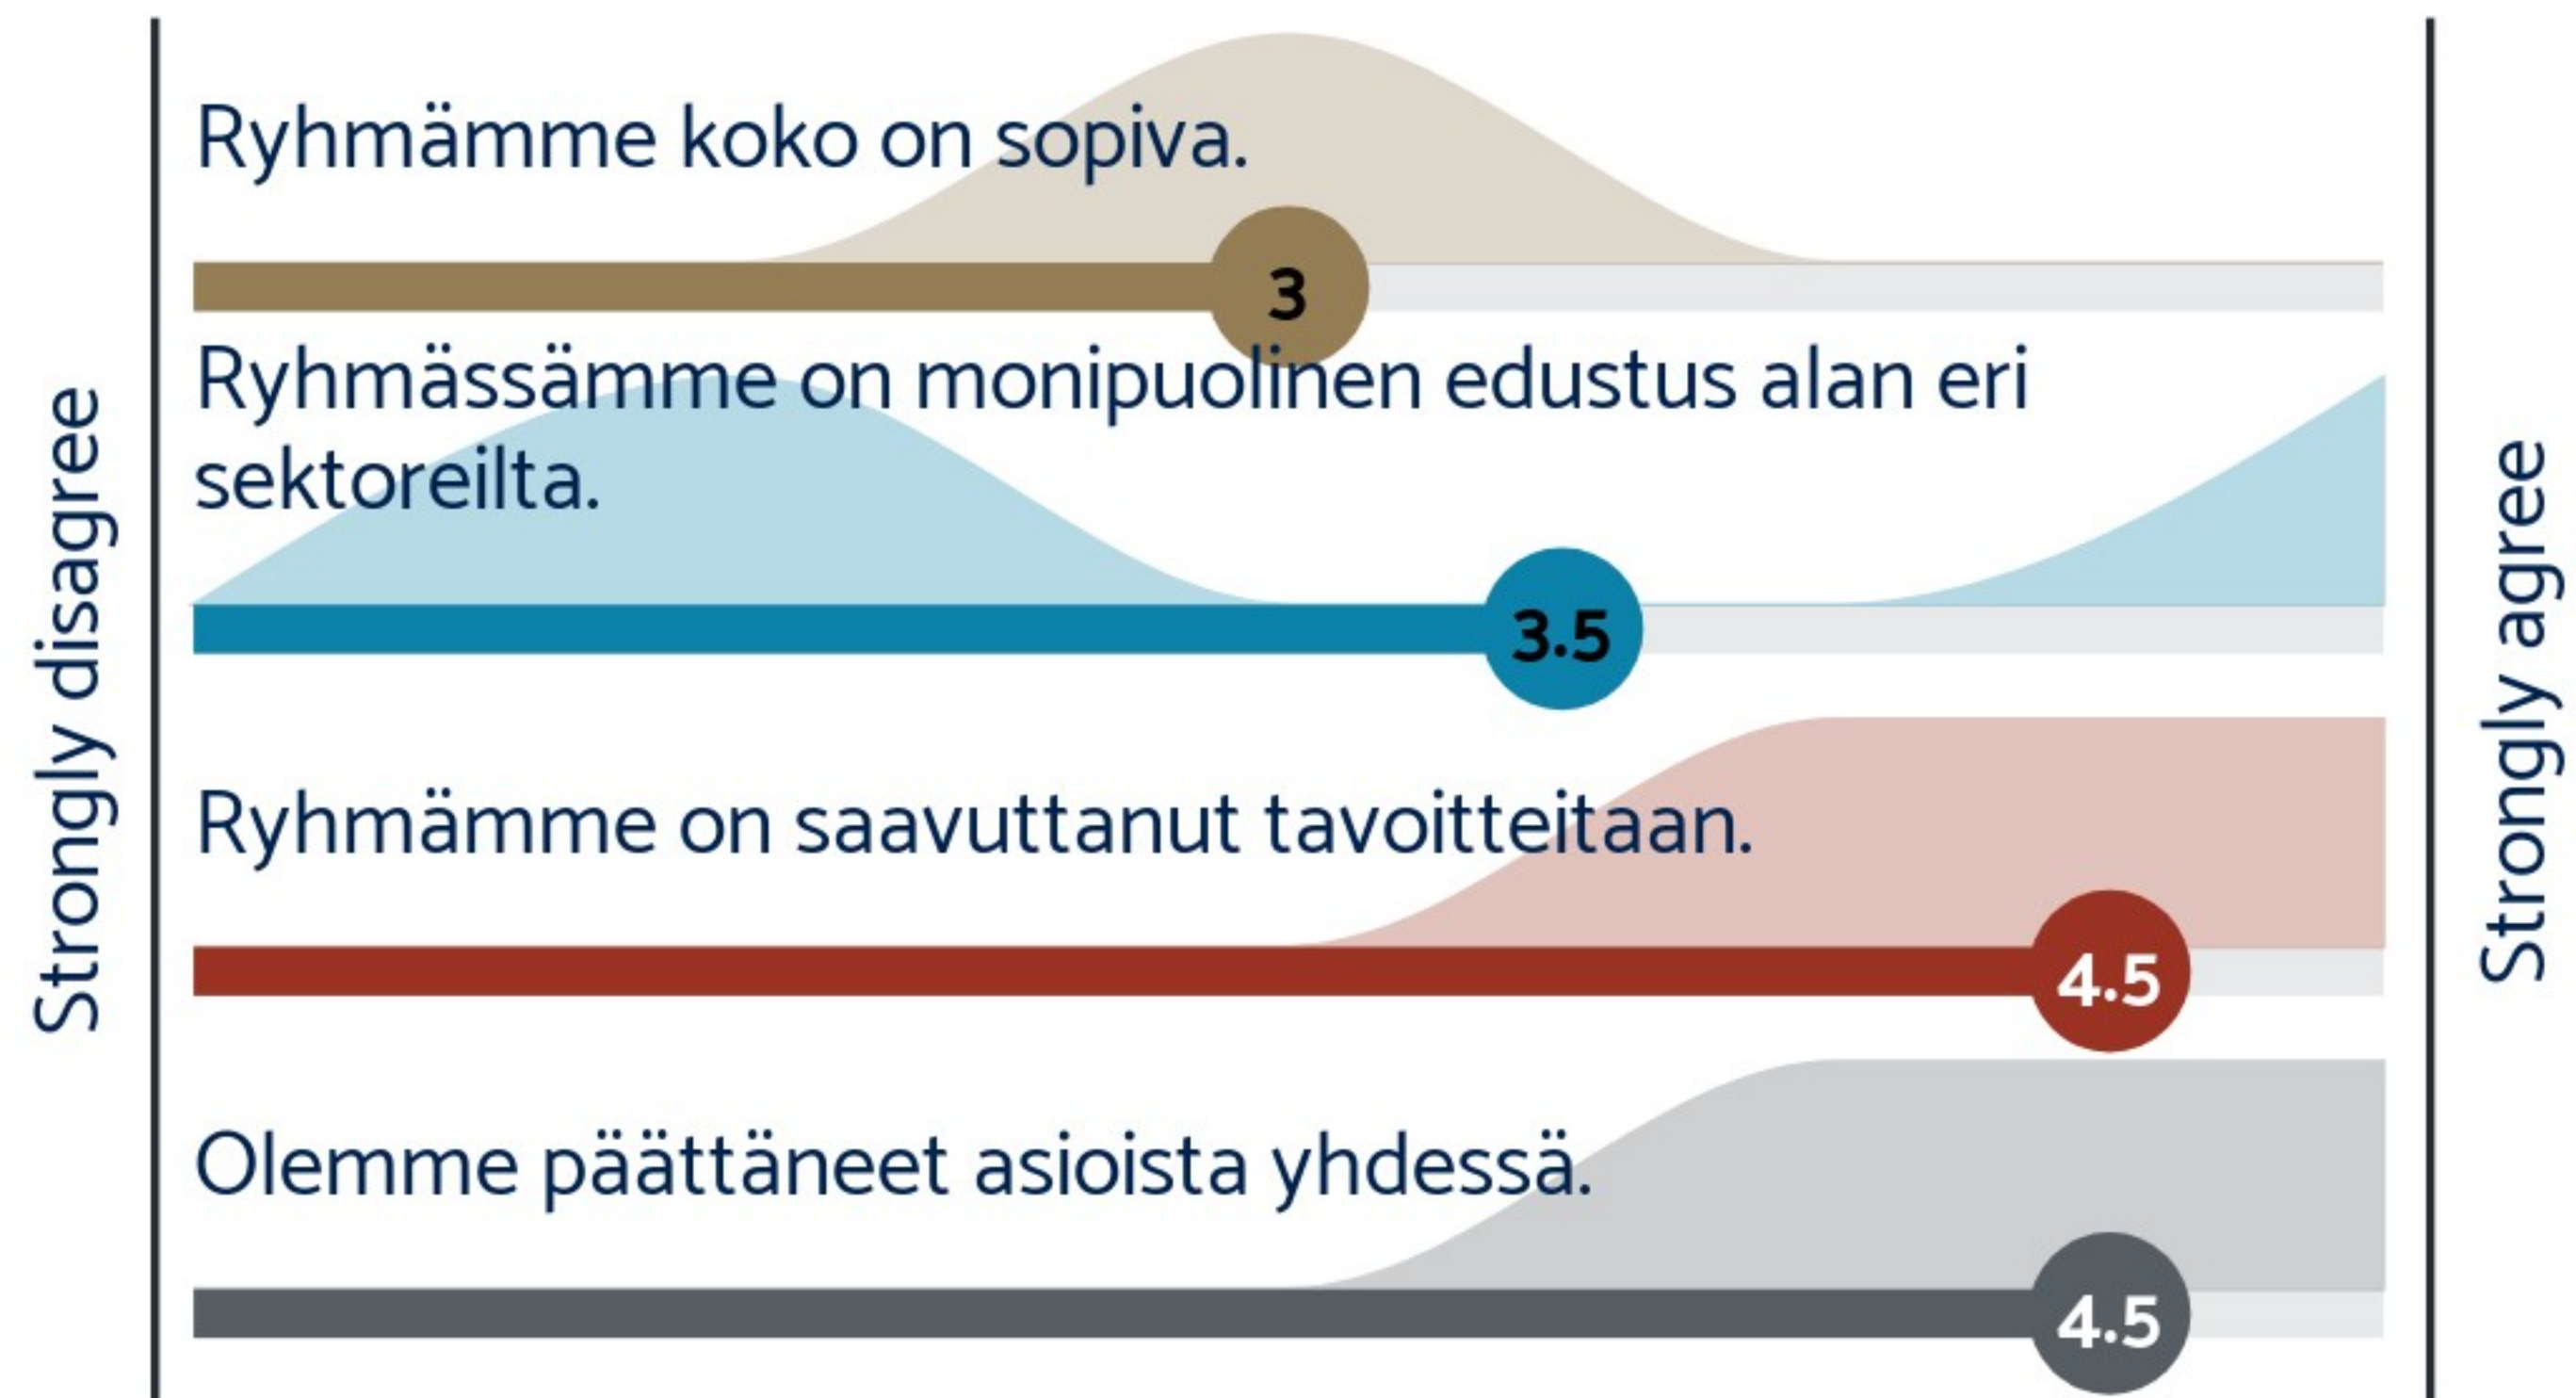 Strongly disagree
Ryhmämme koko on sopiva.
3
Ryhmässämme on monipuolinen edustus alan eri
sektoreilta.
3.5
Ryhmämme on saavuttanut tavoitteitaan.
4.5
Olemme päättäneet asioista yhdessä.
4.5
Strongly agree